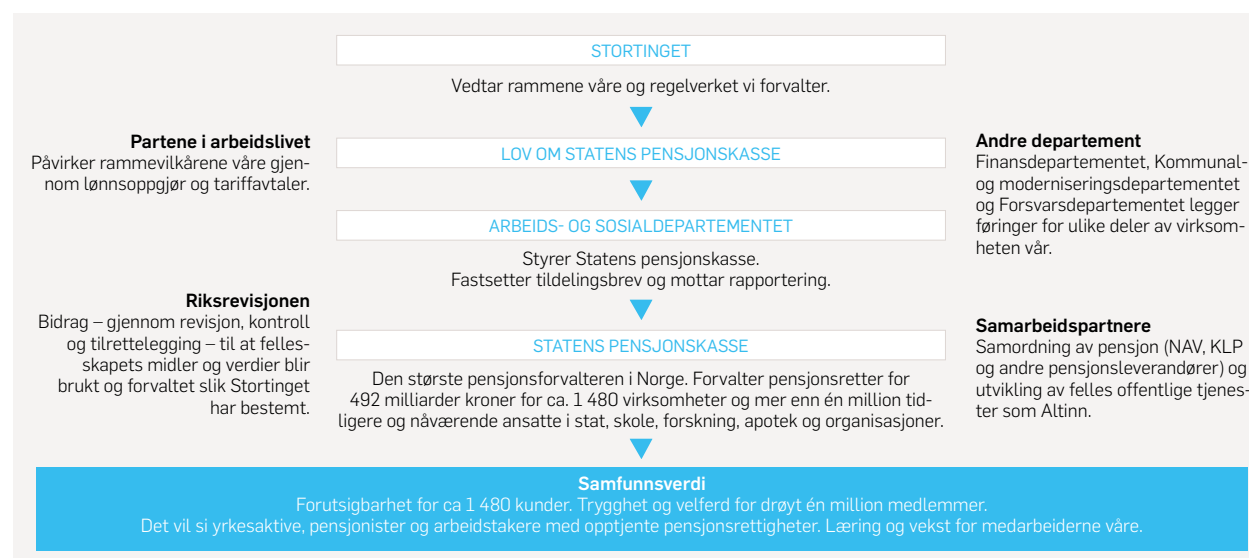 STORTINGET
Vedtar rammene våre og regelverket vi forvalter.
Partene i arbeidslivet
Påvirker rammevilkårene våre gjen-
nom lønnsoppgjør og tariffavtaler.
LOV OM STATENS PENSJONSKASSE
Andre departement
Finansdepartementet, Kommunal-
og moderniseringsdepartementet
og Forsvarsdepartementet legger
føringer for ulike deler av virksom-
heten vår.
ARBEIDS- OG SOSIALDEPARTEMENTET
Styrer Statens pensjonskasse.
Fastsetter tildelingsbrev og mottar rapportering.
Riksrevisjonen
Bidrag – gjennom revisjon, kontroll
og tilrettelegging – til at felles-
skapets midler og verdier blir
brukt og forvaltet slik Stortinget
har bestemt.
STATENS PENSJONSKASSE
Den største pensjonsforvalteren i Norge. Forvalter pensjonsretter for
492 milliarder kroner for ca. 1 480 virksomheter og mer enn én million tid-
ligere og nåværende ansatte i stat, skole, forskning, apotek og organisasjoner.
Samarbeidspartnere
Samordning av pensjon (NAV, KLP
og andre pensjonsleverandører) og
utvikling av felles offentlige tjenes-
ter som Altinn.
Samfunnsverdi
Forutsigbarhet for ca 1 480 kunder. Trygghet og velferd for drøyt én million medlemmer.
Det vil si yrkesaktive, pensjonister og arbeidstakere med opptjente pensjonsrettigheter. Læring og vekst for medarbeiderne våre.